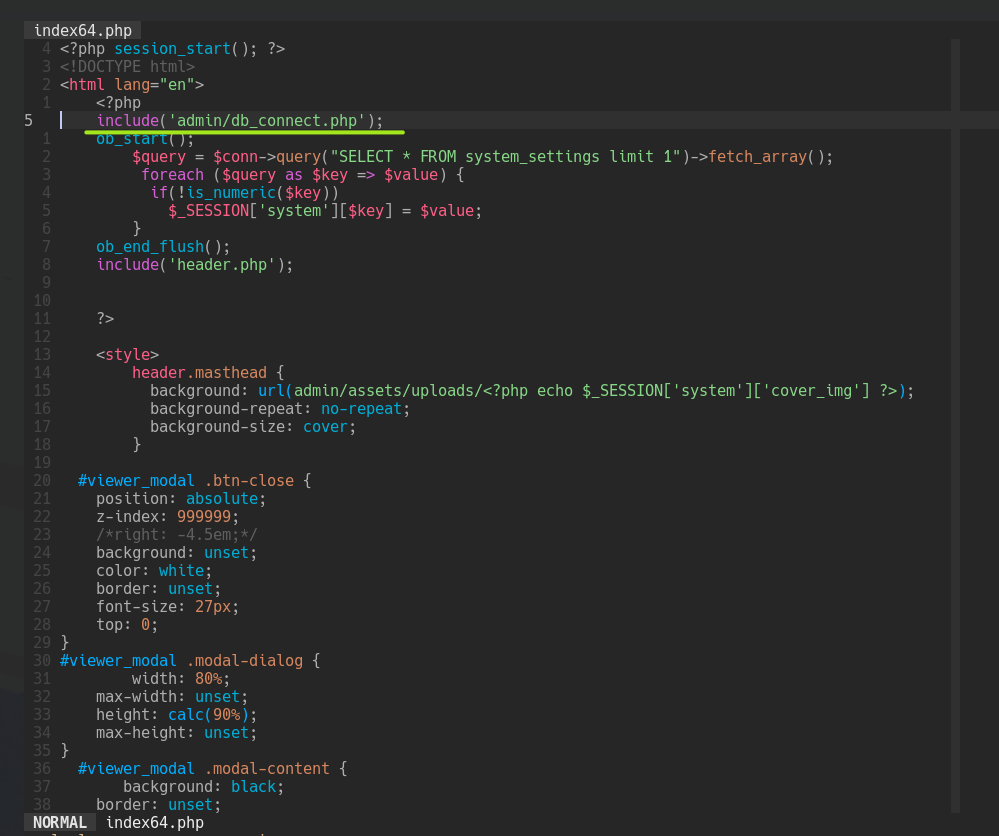 index64.php
4 <?php session_start(); ?>
3 <!DOCTYPE html>
2 <html lang="en">
1     <?php
5     include('admin/db_connect.php');
1     ob_start();
2         $query = $conn->query("SELECT * FROM system_settings limit 1")->fetch_array();
3          foreach ($query as $key => $value) {
4           if(!is_numeric($key))
5             $_SESSION['system'][$key] = $value;
6         }
7     ob_end_flush();
8     include('header.php');
9
10
11     ?>
12
13     <style>
14         header.masthead {
15           background: url(admin/assets/uploads/<?php echo $_SESSION['system']['cover_img'] ?>);
16           background-repeat: no-repeat;
17           background-size: cover;
18         }
19
20   #viewer_modal .btn-close {
21     position: absolute;
22     z-index: 999999;
23     /*right: -4.5em;*/
24     background: unset;
25     color: white;
26     border: unset;
27     font-size: 27px;
28     top: 0;
29 }
30 #viewer_modal .modal-dialog {
31         width: 80%;
32     max-width: unset;
33     height: calc(90%);
34     max-height: unset;
35 }
36   #viewer_modal .modal-content {
37        background: black;
38     border: unset;
NORMAL index64.php